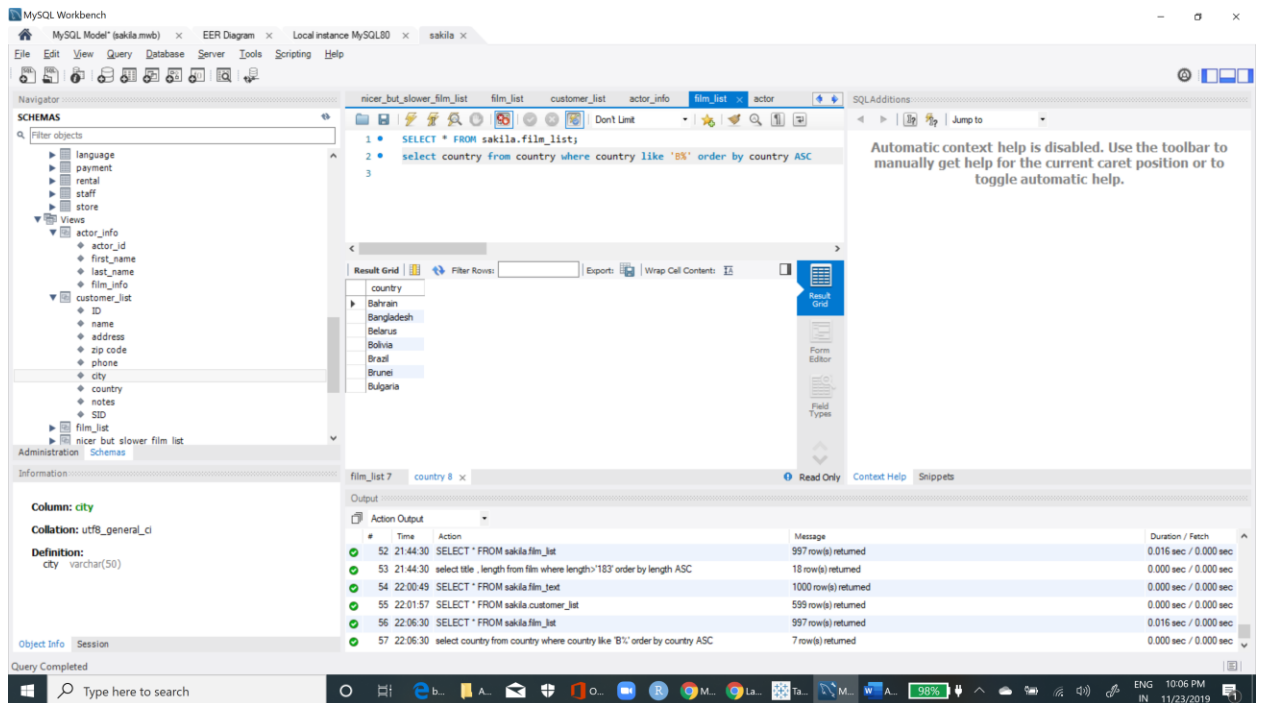 MySQL Workbench
MySQL Model* (sakila.mwb) × EER Diagram × Local instance MySQL80 × sakila ×
File Edit View Query Database Server Tools Scripting Help
Navigator
SCHEMAS
Filter objects
language
payment
rental
staff
store
Views
actor_info
actor_id
first_name
last_name
film_info
customer_list
ID
name
address
zip code
phone
city
country
notes
SID
film_list
nicer_but_slower_film_list
Administration Schemas
Information
Column: city
Collation: utf8_general_ci
Definition:
city varchar(50)
Object Info Session
nicer_but_slower_film_list film_list customer_list actor_info film_list × actor
Don't Limit
1 SELECT * FROM sakila.film_list;
2 select country from country where country like 'B%' order by country ASC
3
Result Grid Filter Rows: Export: Wrap Cell Content:
country
Bahrain
Bangladesh
Belarus
Bolivia
Brazil
Brunei
Bulgaria
Result
Grid
Form
Editor
Field
Types
film_list 7 country 8 × Read Only
SQLAdditions
Jump to
Automatic context help is disabled. Use the toolbar to
manually get help for the current caret position or to
toggle automatic help.
Context Help Snippets
Output
Action Output
# Time Action Message Duration / Fetch
52 21:44:30 SELECT * FROM sakila.film_list 997 row(s) returned 0.016 sec / 0.000 sec
53 21:44:30 select title , length from film where length>'183' order by length ASC 18 row(s) returned 0.000 sec / 0.000 sec
54 22:00:49 SELECT * FROM sakila.film_text 1000 row(s) returned 0.000 sec / 0.000 sec
55 22:01:57 SELECT * FROM sakila.customer_list 599 row(s) returned 0.000 sec / 0.000 sec
56 22:06:30 SELECT * FROM sakila.film_list 997 row(s) returned 0.016 sec / 0.000 sec
57 22:06:30 select country from country where country like 'B%' order by country ASC 7 row(s) returned 0.000 sec / 0.000 sec
Query Completed
Type here to search
b... A... O... M... La... Ta... M... A... 98% ENG 10:06 PM
IN 11/23/2019